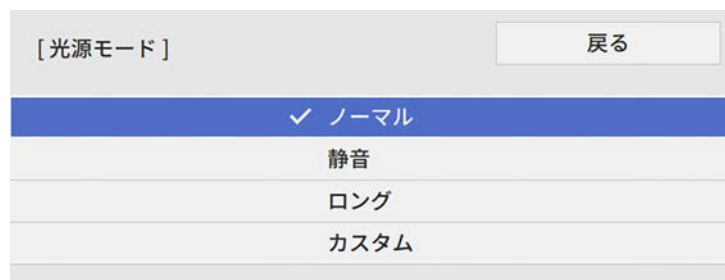 [ 光源モード ]
戻る
✓ ノーマル
静音
ロング
カスタム